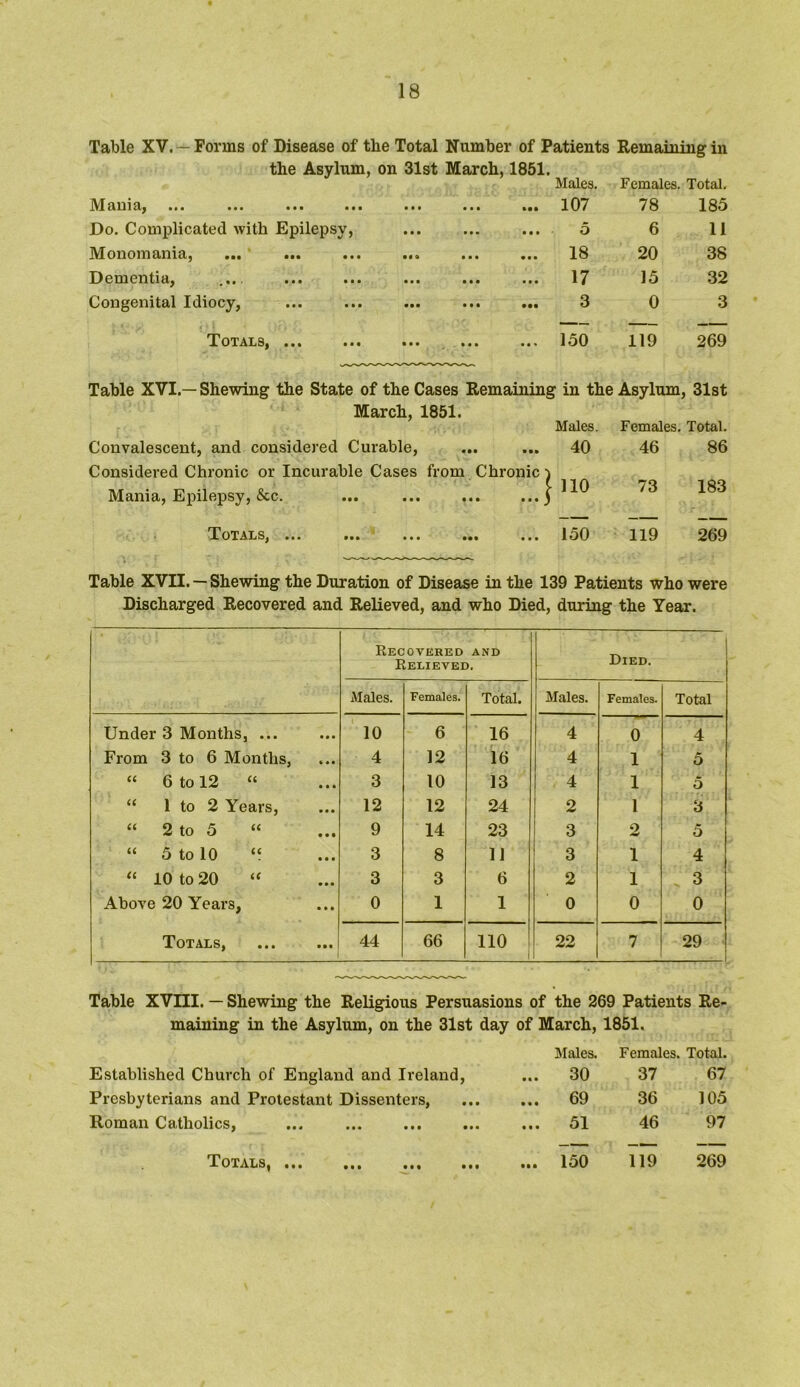 18
Table XV. – Forms of Disease of the Total Number of Patients Remaining in
the Asylum, on 31st March, 1851.
Males. Females. Total.
Mania, ... ... ... ... ... ... ... 107 78 185
Do. Complicated with Epilepsy, ... ... ... 5 6 11
Monomania, ... ... ... ... ... ... 18 20 38
Dementia, ... ... ... ... ... ... 17 15 32
Congenital Idiocy, ... ... ... ... ... 3 0 3
Totals, ... ... ... ... ... 150 119 269
Table XVI.—Shewing the State of the Cases Remaining in the Asylum, 31st
March, 1851.
Males. Females. Total.
Convalescent, and considered Curable, ... ... 40 46 86
Considered Chronic or Incurable Cases from Chronic } 110 73 183
Mania, Epilepsy, &c. ... ... ... ...
Totals, ... ... ... ... ... 150 119 269
Table XVII.—Shewing the Duration of Disease in the 139 Patients who were
Discharged Recovered and Relieved, and who Died, during the Year.
Recovered and Relieved. Died.
Males. Females. Total. Males. Females. Total
Under 3 Months, ... ... 10 6 16 4 0 4
From 3 to 6 Months, ... 4 12 16 4 1 5
“ 6 to 12 “ ... 3 10 13 4 1 5
“ 1 to 2 Years, ... 12 12 24 2 1 3
“ 2 to 5 “ ... 9 14 23 3 2 5
“ 5 to 10 “ ... 3 8 11 3 1 4
“ 10 to 20 “ ... 3 3 6 2 1 3
Above 20 Years, ... 0 1 1 0 0 0
Totals, ... ... 44 66 110 22 7 29
Table XVIII.—Shewing the Religious Persuasions of the 269 Patients Re-
maining in the Asylum, on the 31st day of March, 1851.
Males. Females. Total.
Established Church of England and Ireland, ... 30 37 67
Presbyterians and Protestant Dissenters, ... ... 69 36 105
Roman Catholics, ... ... ... ... ... 51 46 97
Totals, ... ... ... ... ... 150 119 269